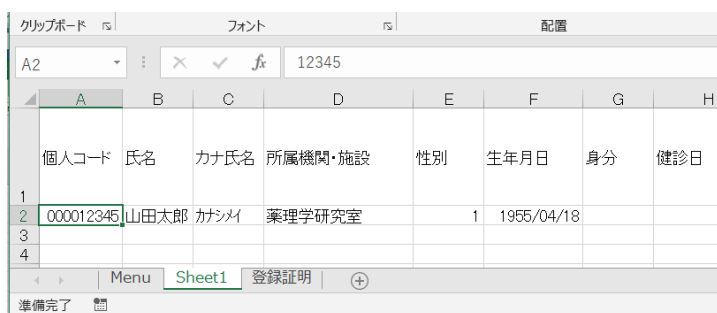 クリップボード フォント 配置
A2 fx 12345
A B C D E F G H
1 個人コード 氏名 カナ氏名 所属機関・施設 性別 生年月日 身分 健診日
2 000012345 山田太郎 カナシメイ 薬理学研究室 1 1955/04/18
3
4
Menu Sheet1 登録証明
準備完了